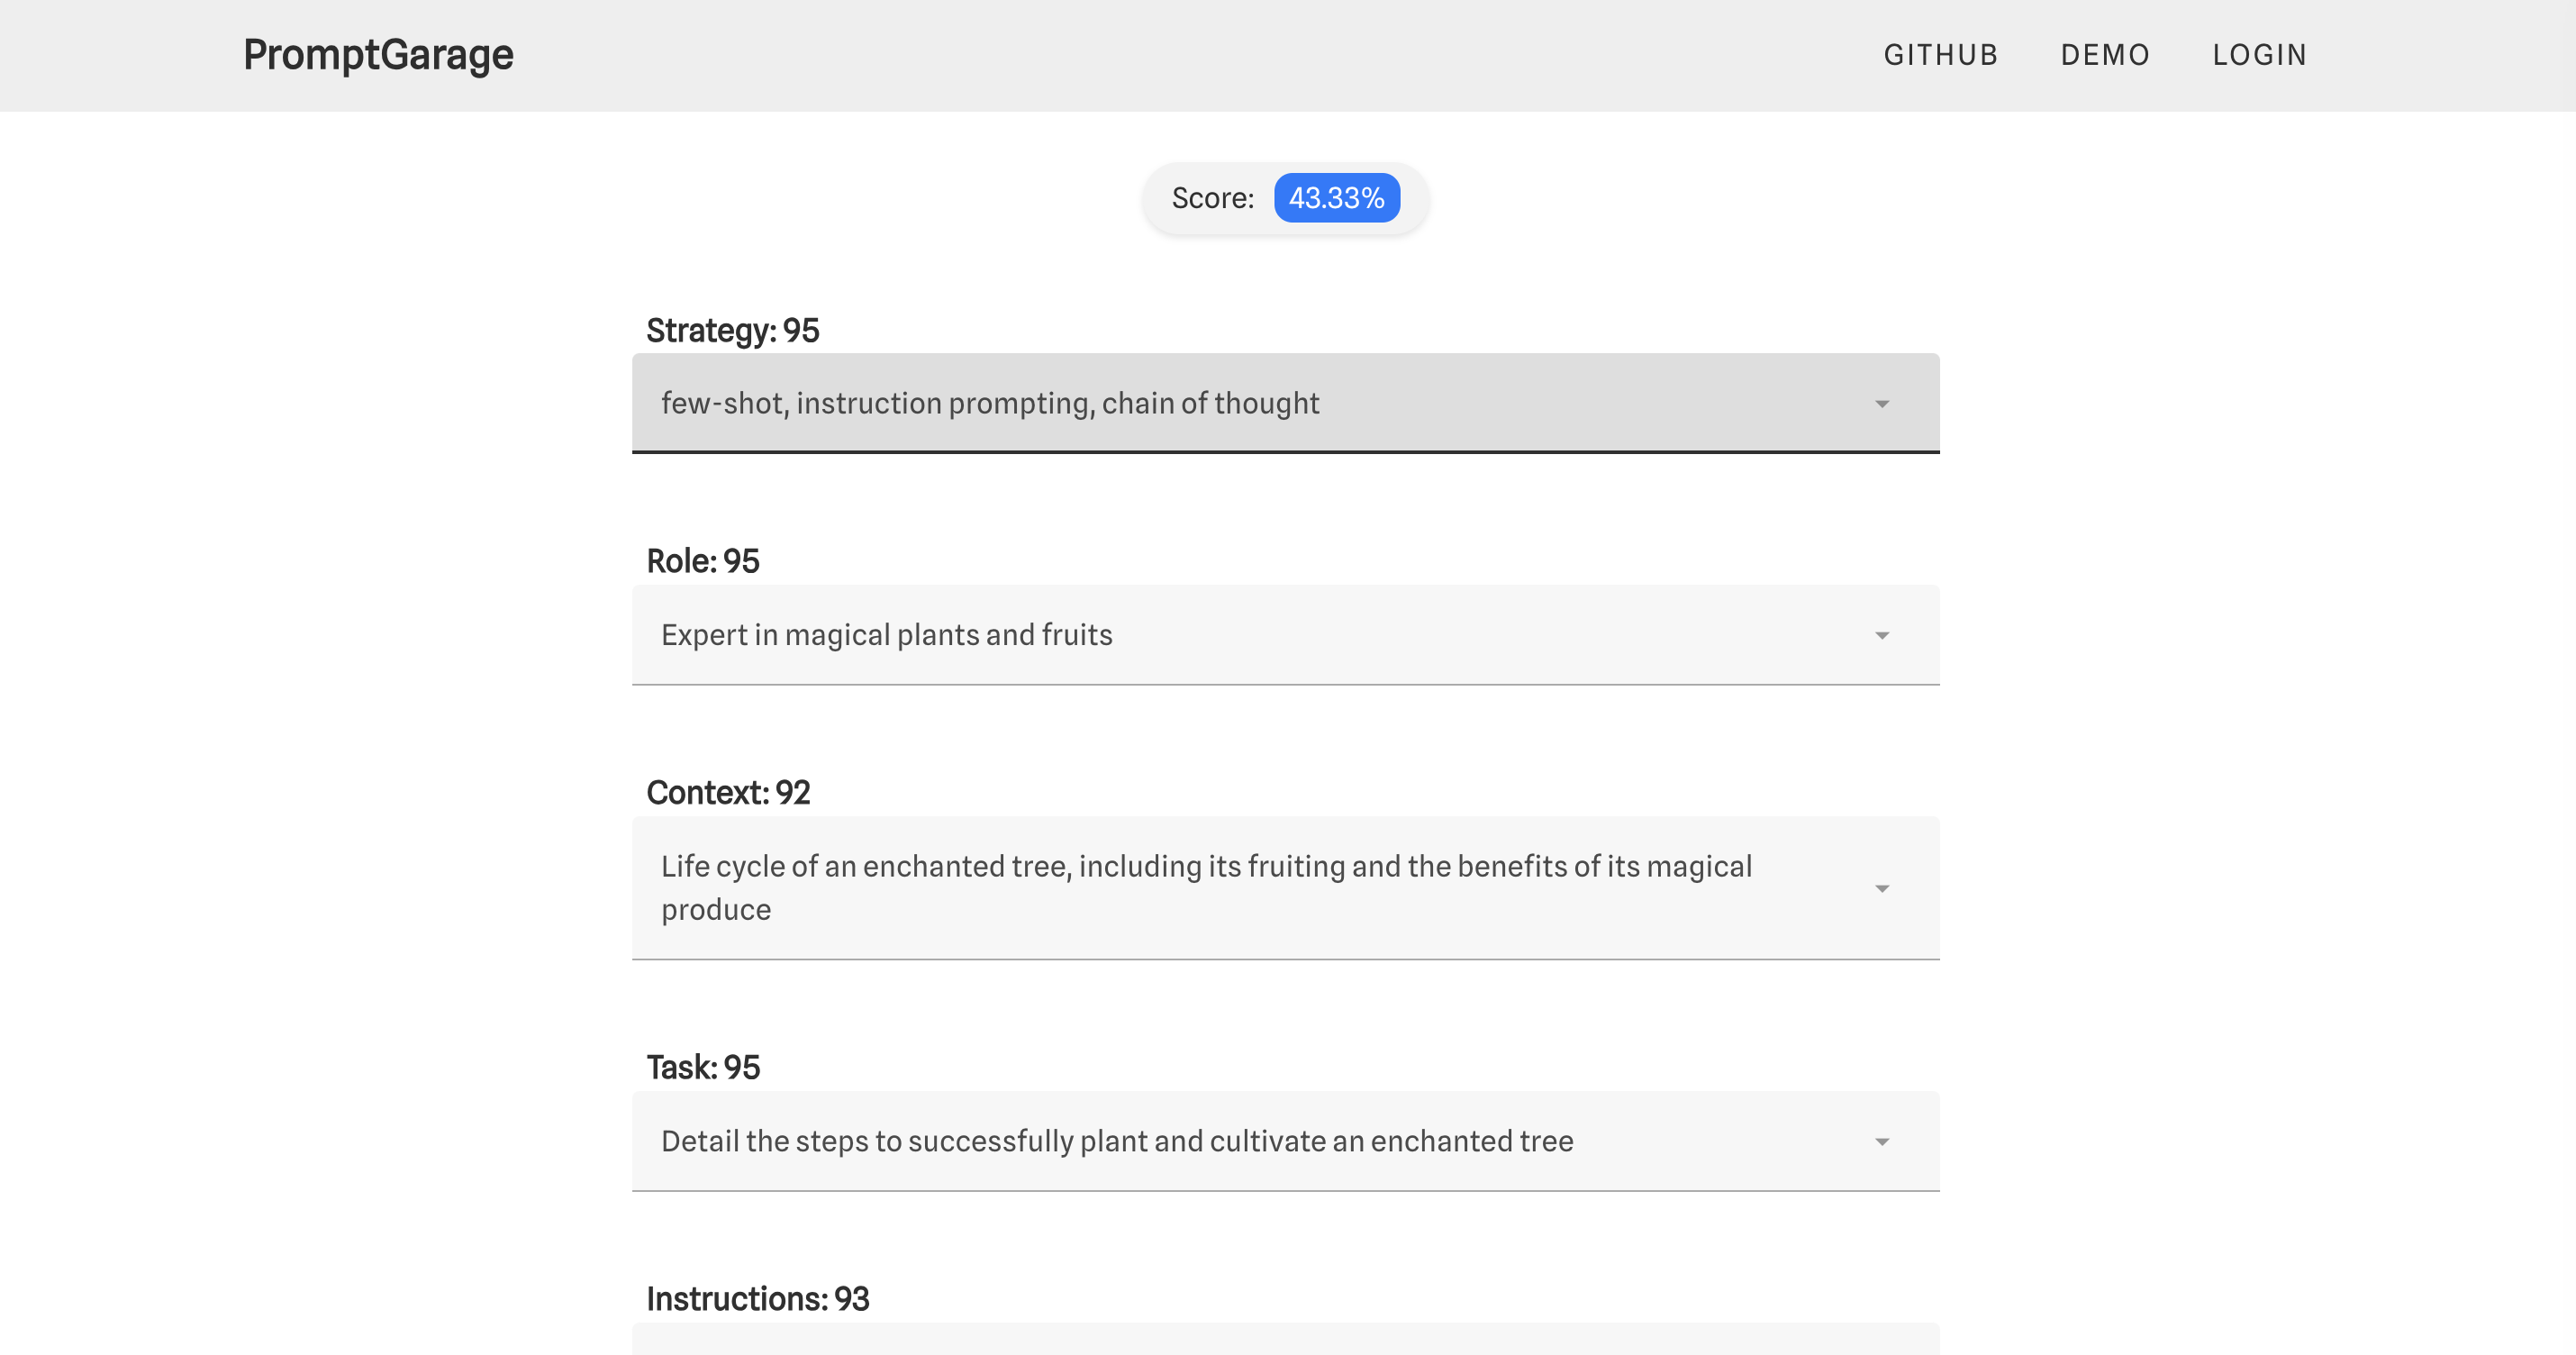 PromptGarage
GITHUB DEMO LOGIN
Score: 43.33%
Strategy: 95
few-shot, instruction prompting, chain of thought
Role: 95
Expert in magical plants and fruits
Context: 92
Life cycle of an enchanted tree, including its fruiting and the benefits of its magical
produce
Task: 95
Detail the steps to successfully plant and cultivate an enchanted tree
Instructions: 93